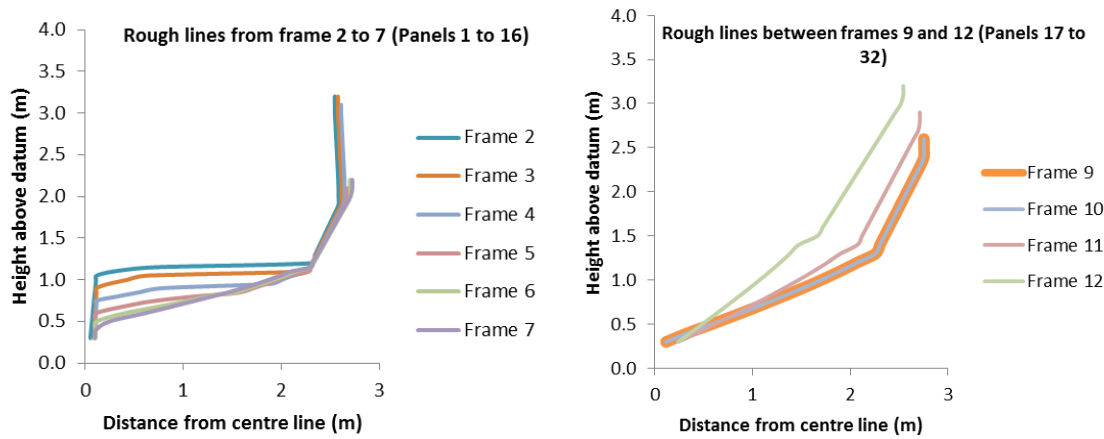 Rough lines from frame 2 to 7 (Panels 1 to 16)
Height above datum (m)
4.0
3.5
3.0
2.5
2.0
1.5
1.0
0.5
0.0
0
1
2
3
Distance from centre line (m)
Frame 2
Frame 3
Frame 4
Frame 5
Frame 6
Frame 7
Rough lines between frames 9 and 12 (Panels 17 to
32)
Height above datum (m)
4.0
3.5
3.0
2.5
2.0
1.5
1.0
0.5
0.0
0
1
2
3
Distance from centre line (m)
Frame 9
Frame 10
Frame 11
Frame 12